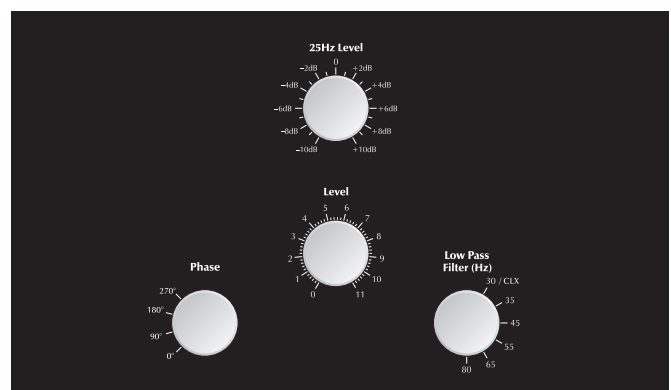 25Hz Level
0
–2dB +2dB
–4dB +4dB
–6dB +6dB
–8dB +8dB
–10dB +10dB
Level
5 6
4 7
3 8
2 9
1 10
0 11
Phase
270°
180°
90°
0°
Low Pass
Filter (Hz)
30 / CLX
35
45
55
65
80